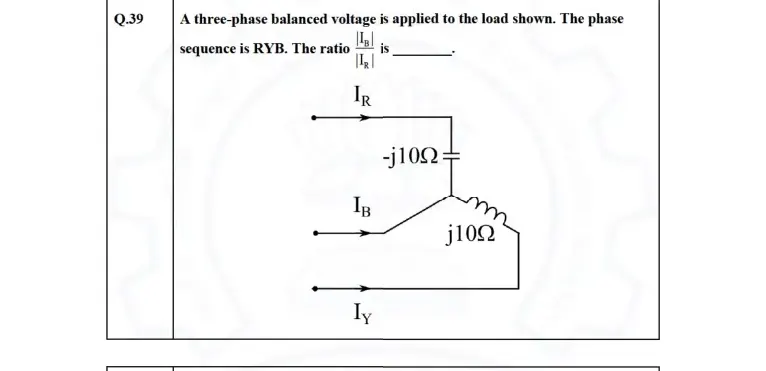 Q.39
A three-phase balanced voltage is applied to the load shown. The phase
sequence is RYB. The ratio |I_B| / |I_R| is ________.
I_R
-j10Ω
I_B
j10Ω
I_Y